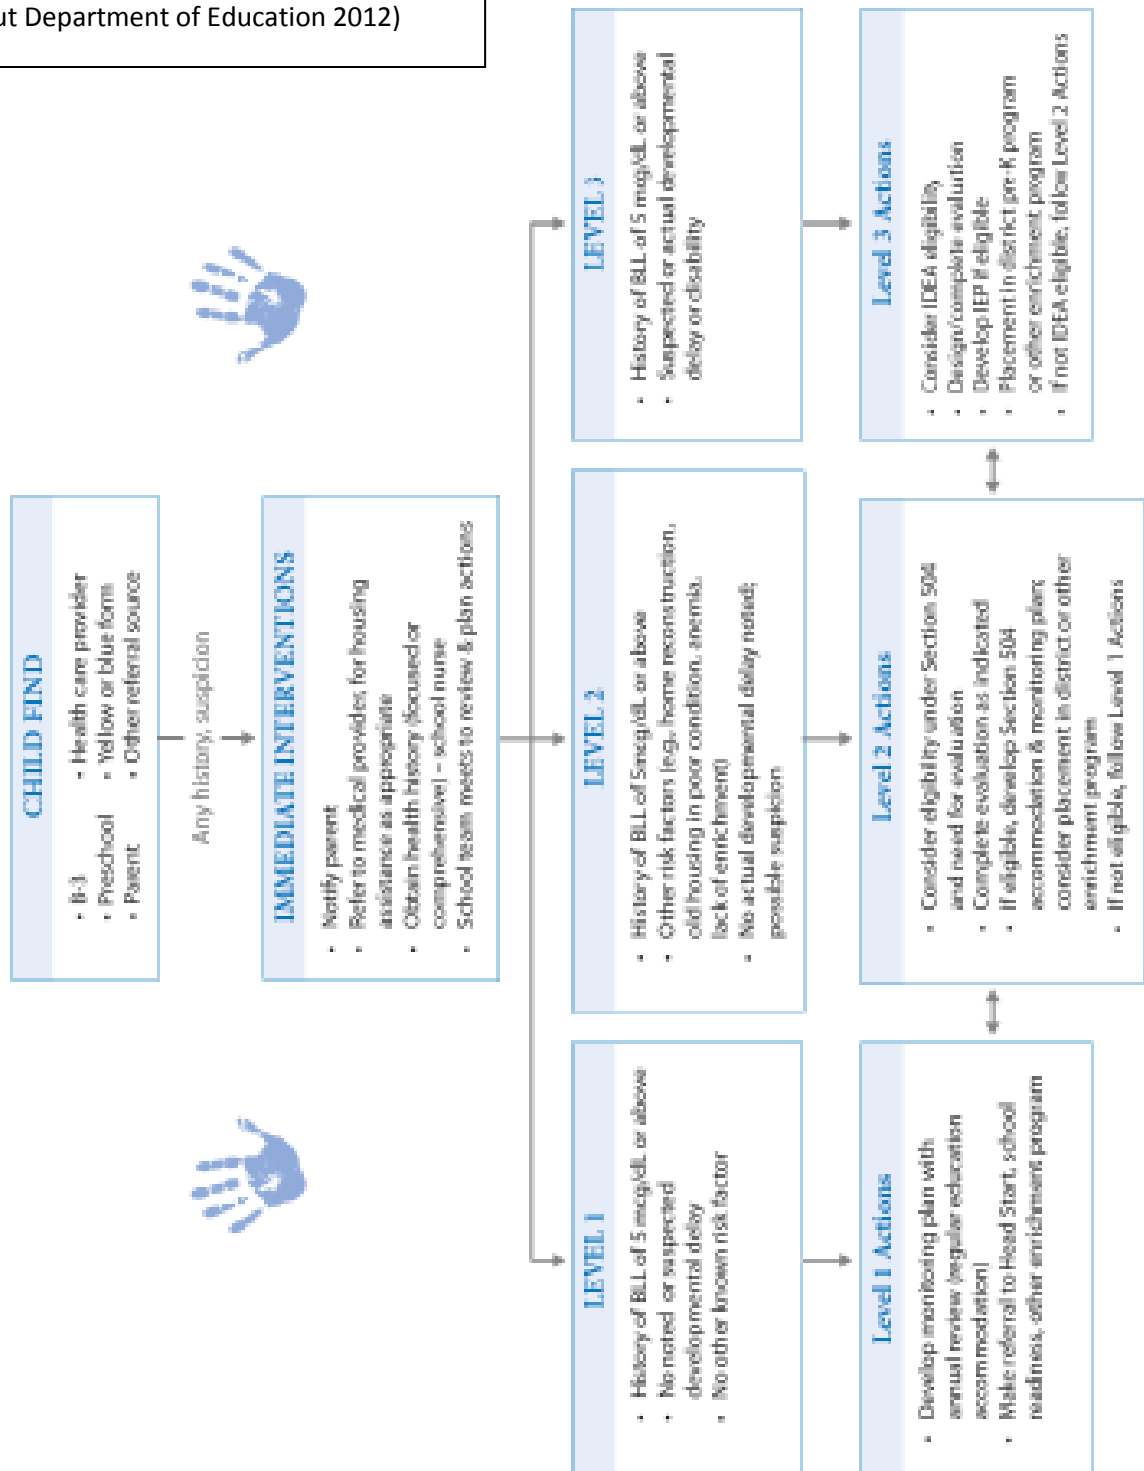 ut Department of Education 2012)
CHILD FIND
• B-3 • Health care provider
• Preschool • Yellow or blue form
• Parent • Other referral source
Any history, suspicion
IMMEDIATE INTERVENTIONS
• Notify parent
• Refer to medical provides for housing
assistance as appropriate
• Obtain health history (focused or
comprehensive) – school nurse
• School team meets to review & plan actions
LEVEL 1
• History of BLL of 5 mcg/dL or above
• No noted or suspected
developmental delay
• No other known risk factor
LEVEL 2
• History of BLL of 5mcg/dL or above
• Other risk factors (eg., home reconstruction,
old housing in poor condition, anemia,
lack of enrichment)
• No actual developmental delay noted;
possible suspicion
LEVEL 3
• History of BLL of 5 mcg/dL or above
• Suspected or actual developmental
delay or disability
Level 1 Actions
• Develop monitoring plan with
annual review (regular education
accommodation)
• Make referral to Head Start, school
readiness, other enrichment program
Level 2 Actions
• Consider eligibility under Section 504
and need for evaluation
• Complete evaluation as indicated
• If eligible, develop Section 504
accommodation & monitoring plan;
consider placement in district or other
enrichment program
• If not eligible, follow Level 1 Actions
Level 3 Actions
• Consider IDEA eligibility
• Design/complete evaluation
• Develop IEP if eligible
• Placement in district pre-K program
or other enrichment program
• If not IDEA eligible, follow Level 2 Actions